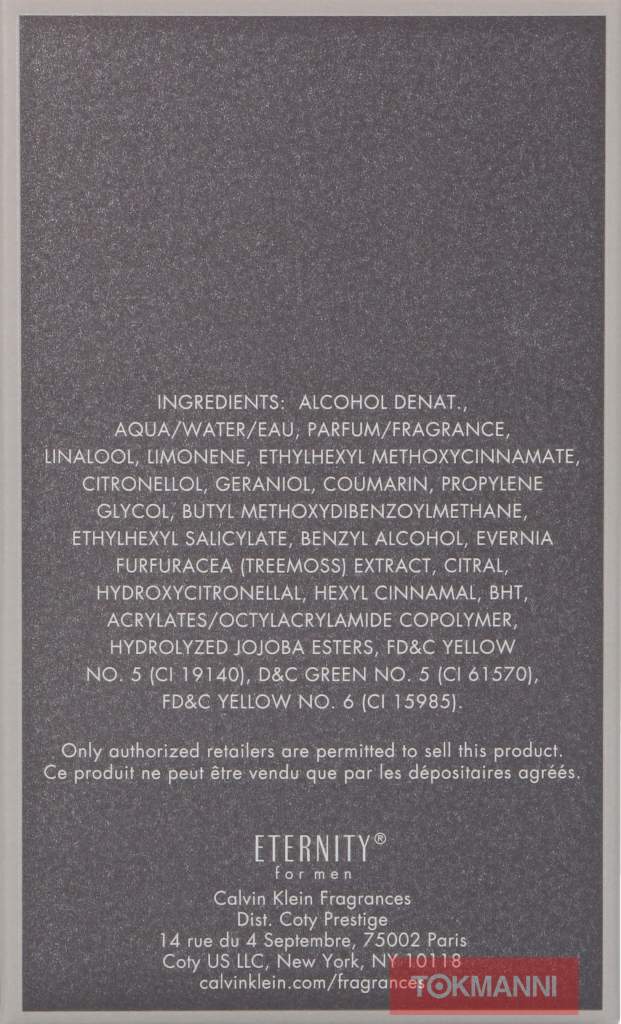 INGREDIENTS: ALCOHOL DENAT.,
AQUA/WATER/EAU, PARFUM/FRAGRANCE,
LINALOOL, LIMONENE, ETHYLHEXYL METHOXYCINNAMATE,
CITRONELLOL, GERANIOL, COUMARIN, PROPYLENE
GLYCOL, BUTYL METHOXYDIBENZOYLMETHANE,
ETHYLHEXYL SALICYLATE, BENZYL ALCOHOL, EVERNIA
FURFURACEA (TREEMOSS) EXTRACT, CITRAL,
HYDROXYCITRONELLAL, HEXYL CINNAMAL, BHT,
ACRYLATES/OCTYLACRYLAMIDE COPOLYMER,
HYDROLYZED JOJOBA ESTERS, FD&C YELLOW
NO. 5 (CI 19140), D&C GREEN NO. 5 (CI 61570),
FD&C YELLOW NO. 6 (CI 15985).
Only authorized retailers are permitted to sell this product.
Ce produit ne peut être vendu que par les dépositaires agréés.
ETERNITY®
for men
Calvin Klein Fragrances
Dist. Coty Prestige
14 rue du 4 Septembre, 75002 Paris
Coty US LLC, New York, NY 10118
calvinklein.com/fragrances
TOKMANNI